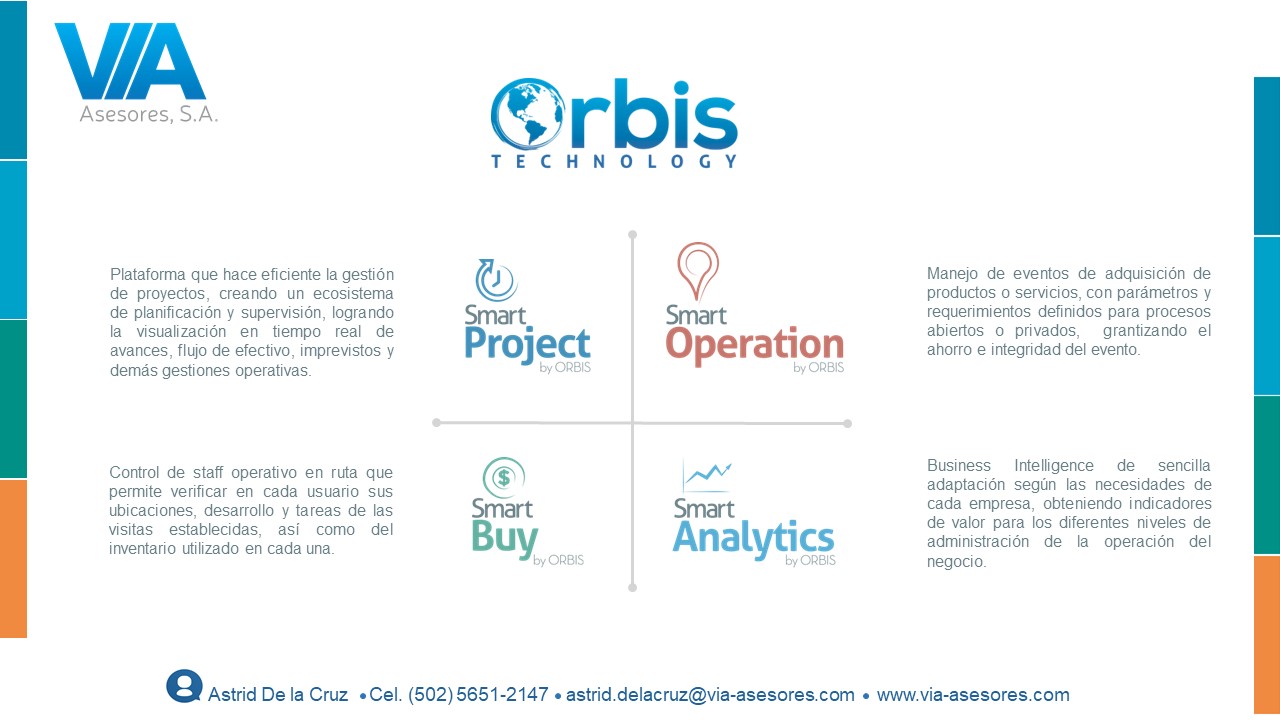 VIA
Asesores, S.A.
Orbis
TECHNOLOGY
Plataforma que hace eficiente la gestión
de proyectos, creando un ecosistema
de planificación y supervisión, logrando
la visualización en tiempo real de
avances, flujo de efectivo, imprevistos y
demás gestiones operativas.
Smart
Project
by ORBIS
Smart
Operation
by ORBIS
Manejo de eventos de adquisición de
productos o servicios, con parámetros y
requerimientos definidos para procesos
abiertos o privados, grantizando el
ahorro e integridad del evento.
Control de staff operativo en ruta que
permite verificar en cada usuario sus
ubicaciones, desarrollo y tareas de las
visitas establecidas, así como del
inventario utilizado en cada una.
$
Smart
Buy
by ORBIS
Smart
Analytics
by ORBIS
Business Intelligence de sencilla
adaptación según las necesidades de
cada empresa, obteniendo indicadores
de valor para los diferentes niveles de
administración de la operación del
negocio.
Astrid De la Cruz • Cel. (502) 5651-2147 • astrid.delacruz@via-asesores.com • www.via-asesores.com